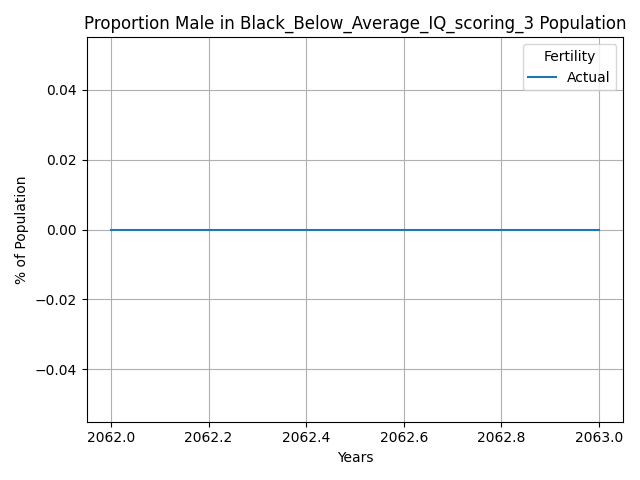 Proportion Male in Black_Below_Average_IQ_scoring_3 Population
Fertility
Actual
0.04
0.02
0.00
−0.02
−0.04
% of Population
2062.0 2062.2 2062.4 2062.6 2062.8 2063.0
Years